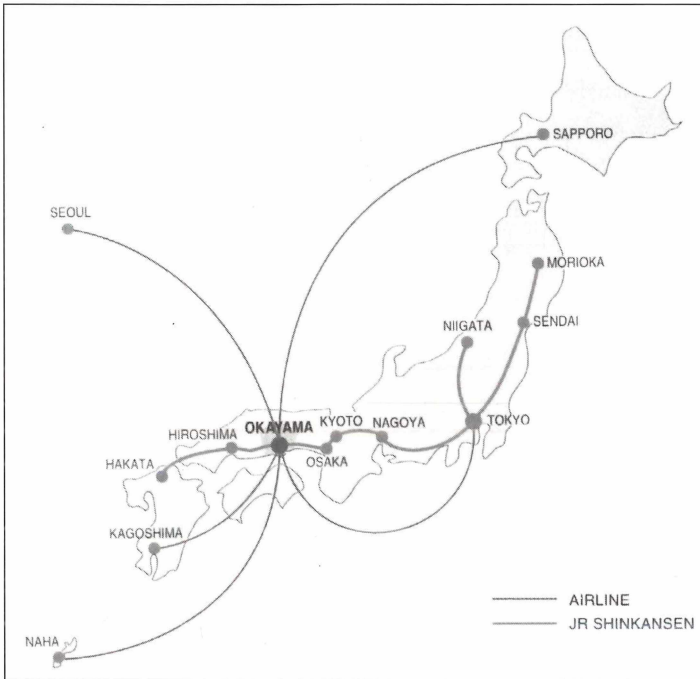 SAPPORO
SEOUL
MORIOKA
NIIGATA
SENDAI
OKAYAMA
KYOTO
NAGOYA
TOKYO
HIROSHIMA
OSAKA
HAKATA
KAGOSHIMA
AIRLINE
JR SHINKANSEN
NAHA